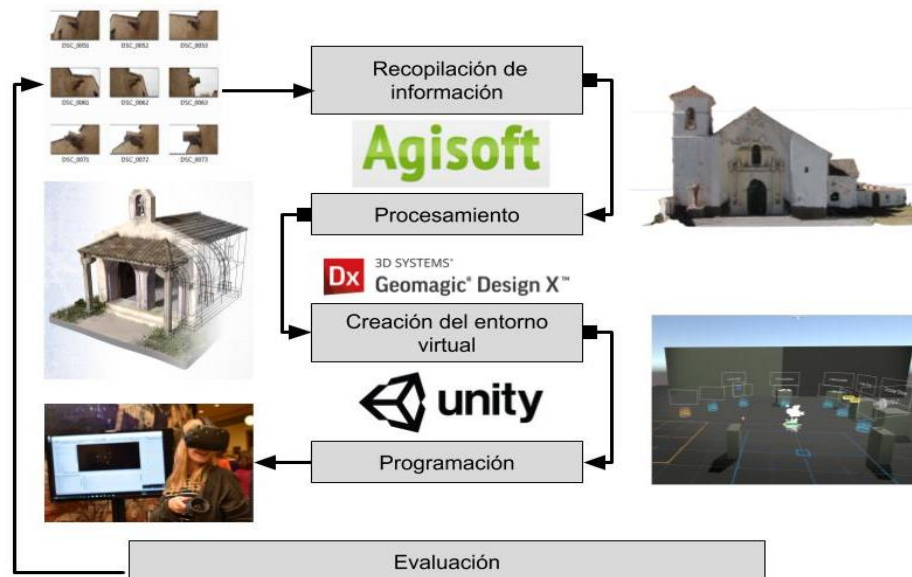 DSC_0051 DSC_0052 DSC_0053
DSC_0061 DSC_0062 DSC_0063
DSC_0071 DSC_0072 DSC_0073
Recopilación de
información
Agisoft
Procesamiento
Dx
3D SYSTEMS®
Geomagic® Design X™
Creación del entorno
virtual
unity
Programación
Evaluación